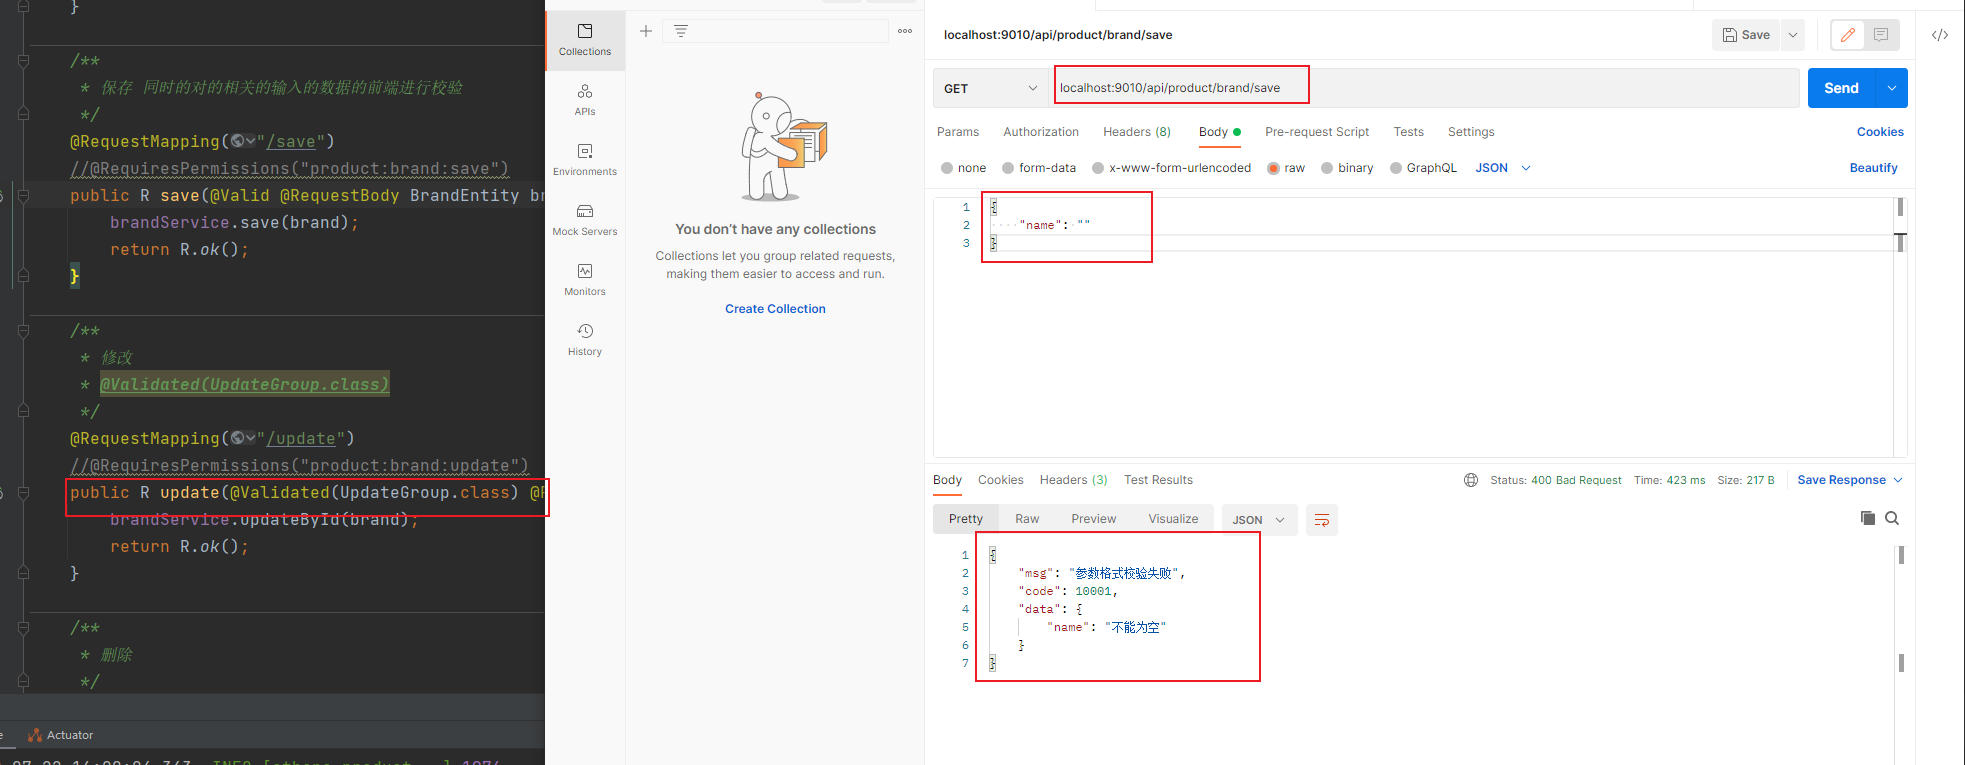 }
/**
* 保存 同时的对的相关的输入的数据的前端进行校验
*/
@RequestMapping("/save")
//@RequiresPermissions("product:brand:save")
public R save(@Valid @RequestBody BrandEntity br
brandService.save(brand);
return R.ok();
}
/**
* 修改
* @Validated(UpdateGroup.class)
*/
@RequestMapping("/update")
//@RequiresPermissions("product:brand:update")
public R update(@Validated(UpdateGroup.class) @R
brandService.updateById(brand);
return R.ok();
}
/**
* 删除
*/
Actuator
Collections
APIs
Environments
Mock Servers
Monitors
History
You don't have any collections
Collections let you group related requests,
making them easier to access and run.
Create Collection
localhost:9010/api/product/brand/save
Save
GET
localhost:9010/api/product/brand/save
Send
Params Authorization Headers (8) Body Pre-request Script Tests Settings Cookies
none form-data x-www-form-urlencoded raw binary GraphQL JSON Beautify
1 {
2 "name": ""
3 }
Body Cookies Headers (3) Test Results Status: 400 Bad Request Time: 423 ms Size: 217 B Save Response
Pretty Raw Preview Visualize JSON
1 {
2 "msg": "参数格式校验失败",
3 "code": 10001,
4 "data": {
5 "name": "不能为空"
6 }
7 }